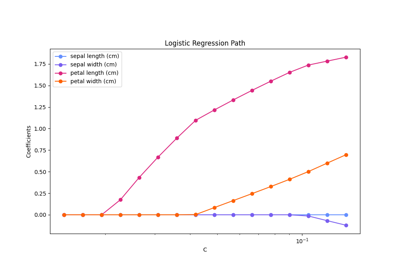 Logistic Regression Path
sepal length (cm)
sepal width (cm)
petal length (cm)
petal width (cm)
1.75
1.50
1.25
1.00
0.75
0.50
0.25
0.00
Coefficients
10⁻¹
C